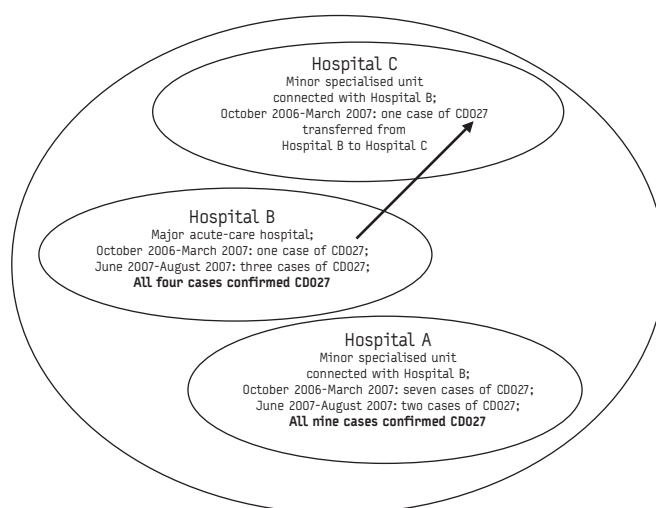 Hospital C
Minor specialised unit
connected with Hospital B;
October 2006-March 2007: one case of CD027
transferred from
Hospital B to Hospital C
Hospital B
Major acute-care hospital;
October 2006-March 2007: one case of CD027;
June 2007-August 2007: three cases of CD027;
All four cases confirmed CD027
Hospital A
Minor specialised unit
connected with Hospital B;
October 2006-March 2007: seven cases of CD027;
June 2007-August 2007: two cases of CD027;
All nine cases confirmed CD027